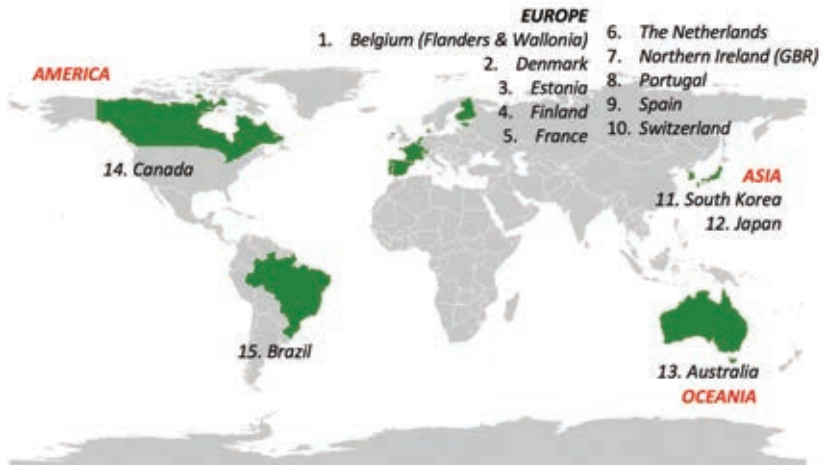 EUROPE
1. Belgium (Flanders & Wallonia)
2. Denmark
3. Estonia
4. Finland
5. France
6. The Netherlands
7. Northern Ireland (GBR)
8. Portugal
9. Spain
10. Switzerland
AMERICA
14. Canada
ASIA
11. South Korea
12. Japan
15. Brazil
13. Australia
OCEANIA